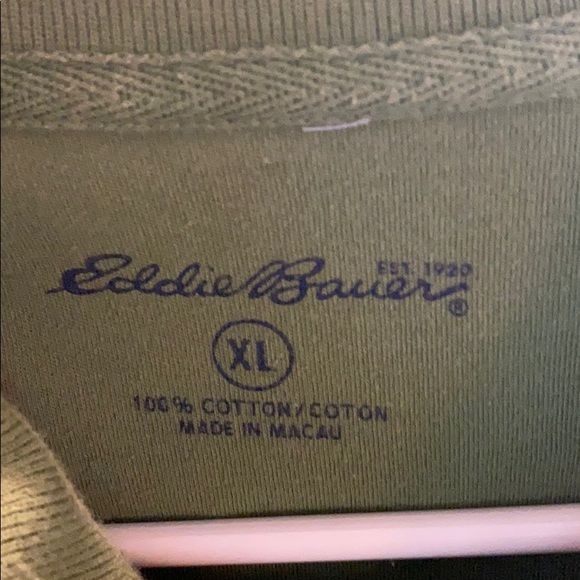 Eddie Bauer®
EST. 1920
XL
100% COTTON/COTON
MADE IN MACAU